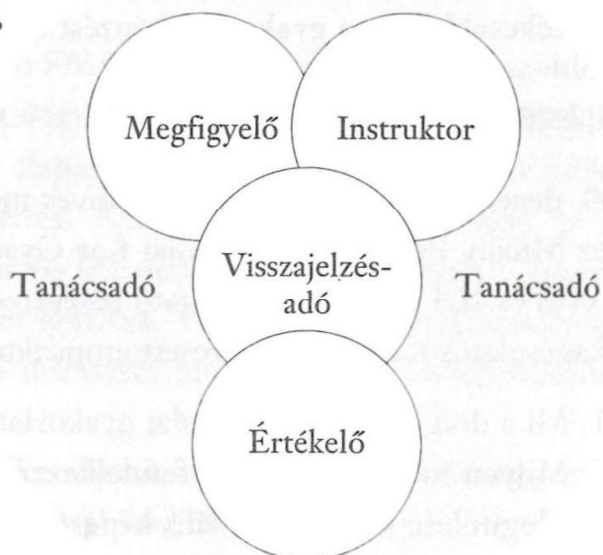 Megfigyelő Instruktor
Tanácsadó Visszajelzés- Tanácsadó
adó
Értékelő